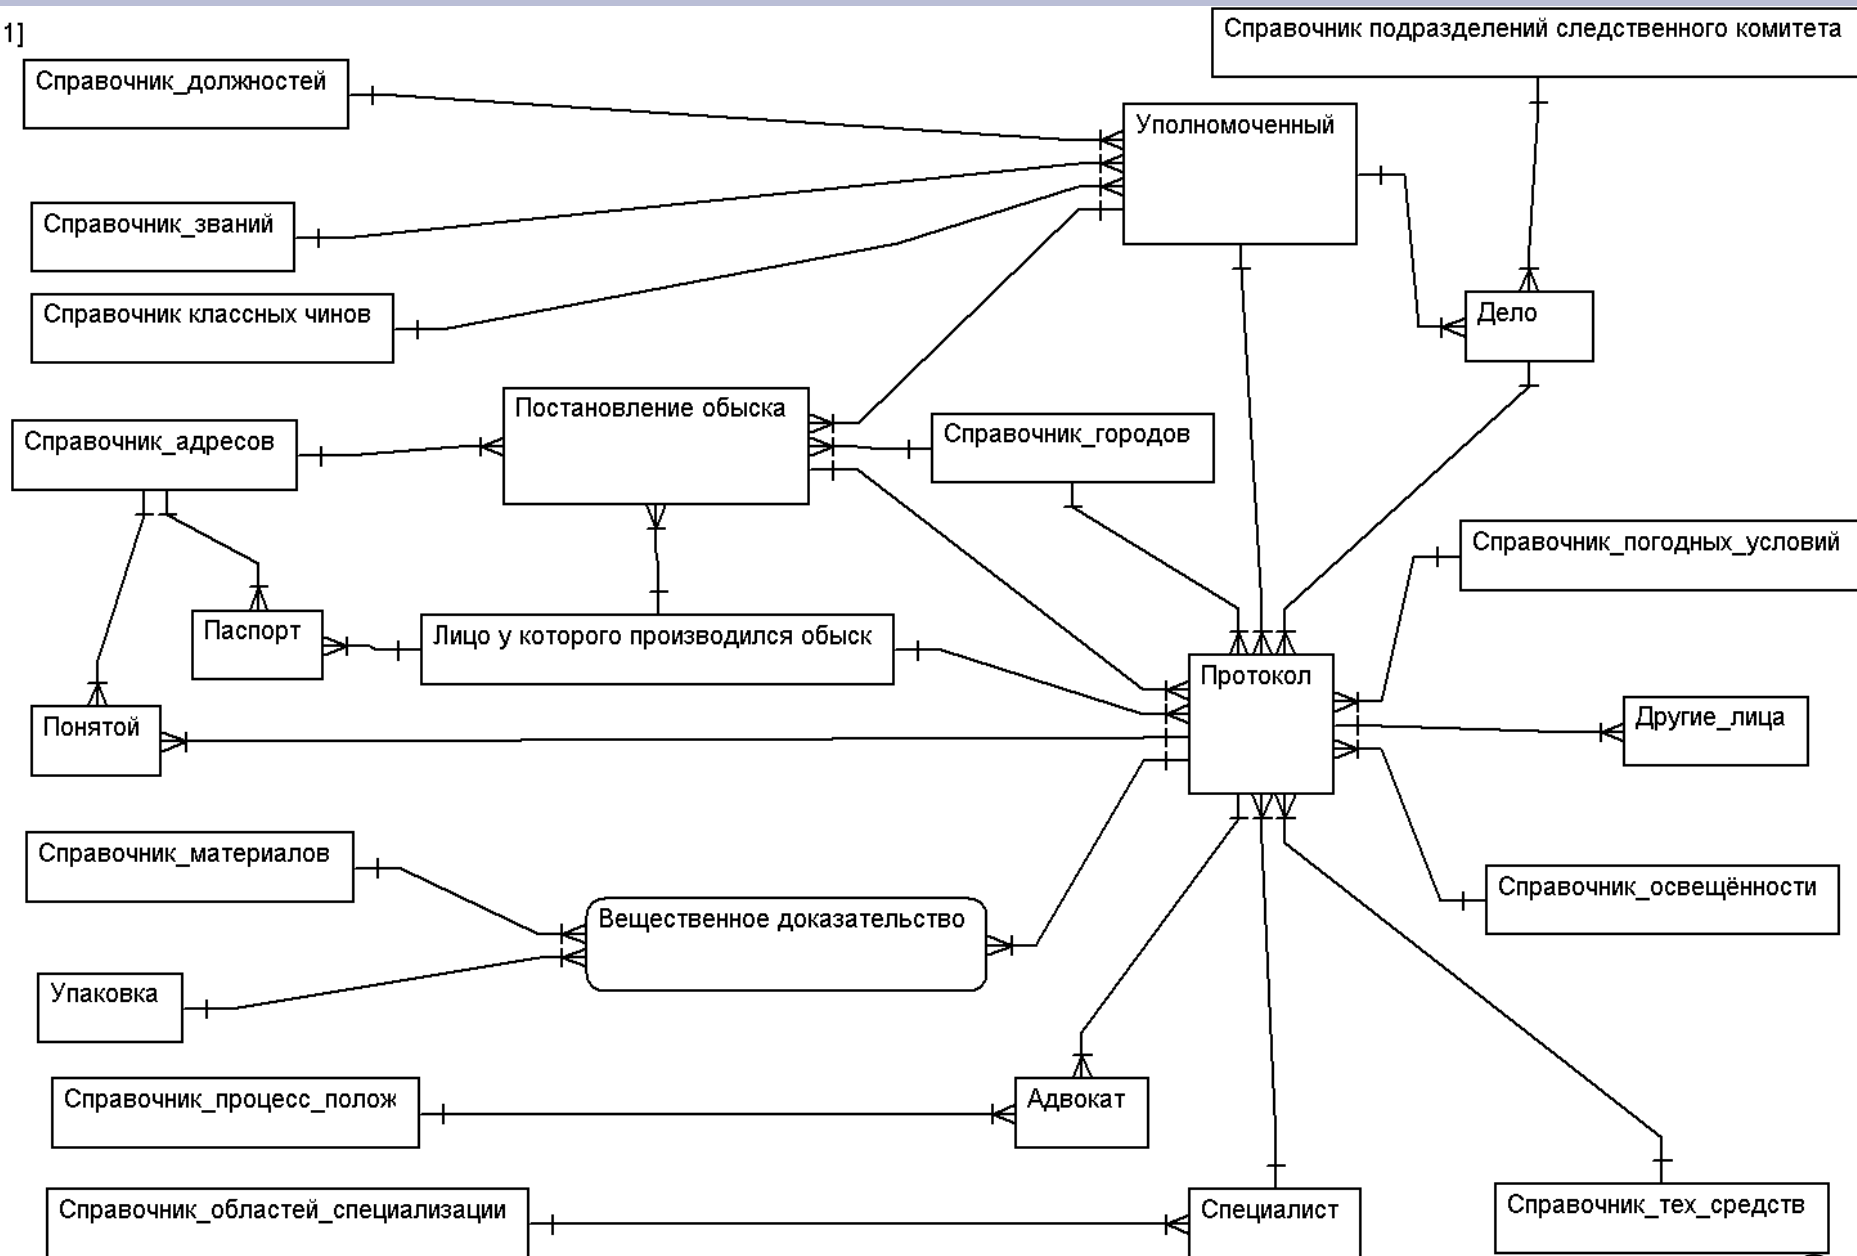 1]
Справочник подразделений следственного комитета
Справочник_должностей
Уполномоченный
Справочник_званий
Справочник классных чинов
Дело
Постановление обыска
Справочник_городов
Справочник_адресов
Справочник_погодных_условий
Паспорт
Лицо у которого производился обыск
Протокол
Понятой
Другие_лица
Справочник_материалов
Справочник_освещённости
Вещественное доказательство
Упаковка
Справочник_процесс_полож
Адвокат
Справочник_областей_специализации
Специалист
Справочник_тех_средств